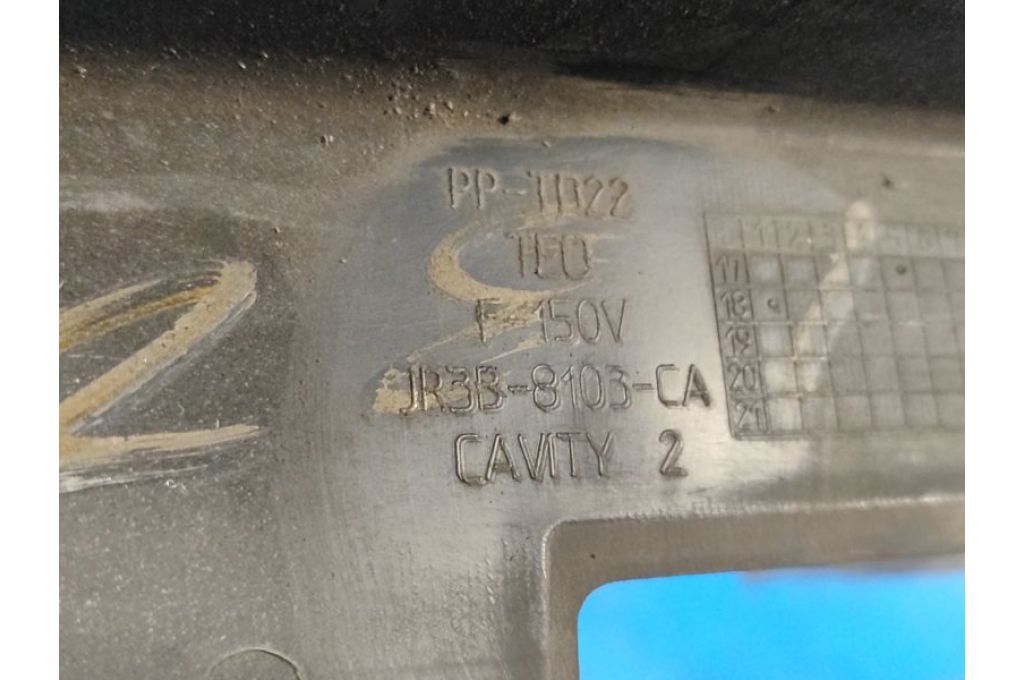 PP-TD22
TEO
F-150V
JR3B-8103-CA
CAVITY 2
17
18
19
20
21